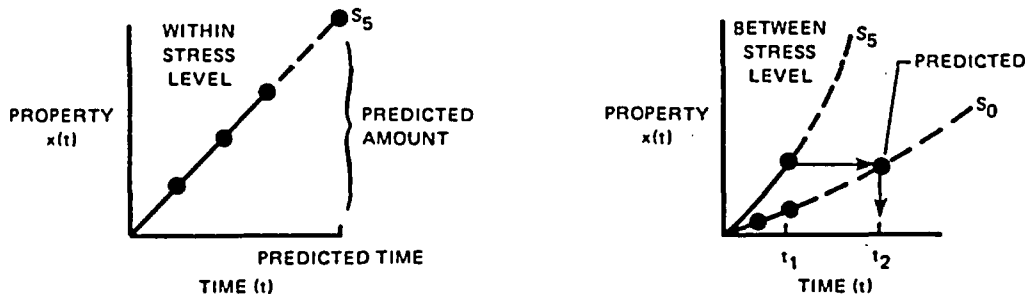 WITHIN
STRESS
LEVEL
S5
PROPERTY
x(t)
PREDICTED
AMOUNT
PREDICTED TIME
TIME (t)
BETWEEN
STRESS
LEVEL
S5
PREDICTED
S0
PROPERTY
x(t)
t1
t2
TIME (t)